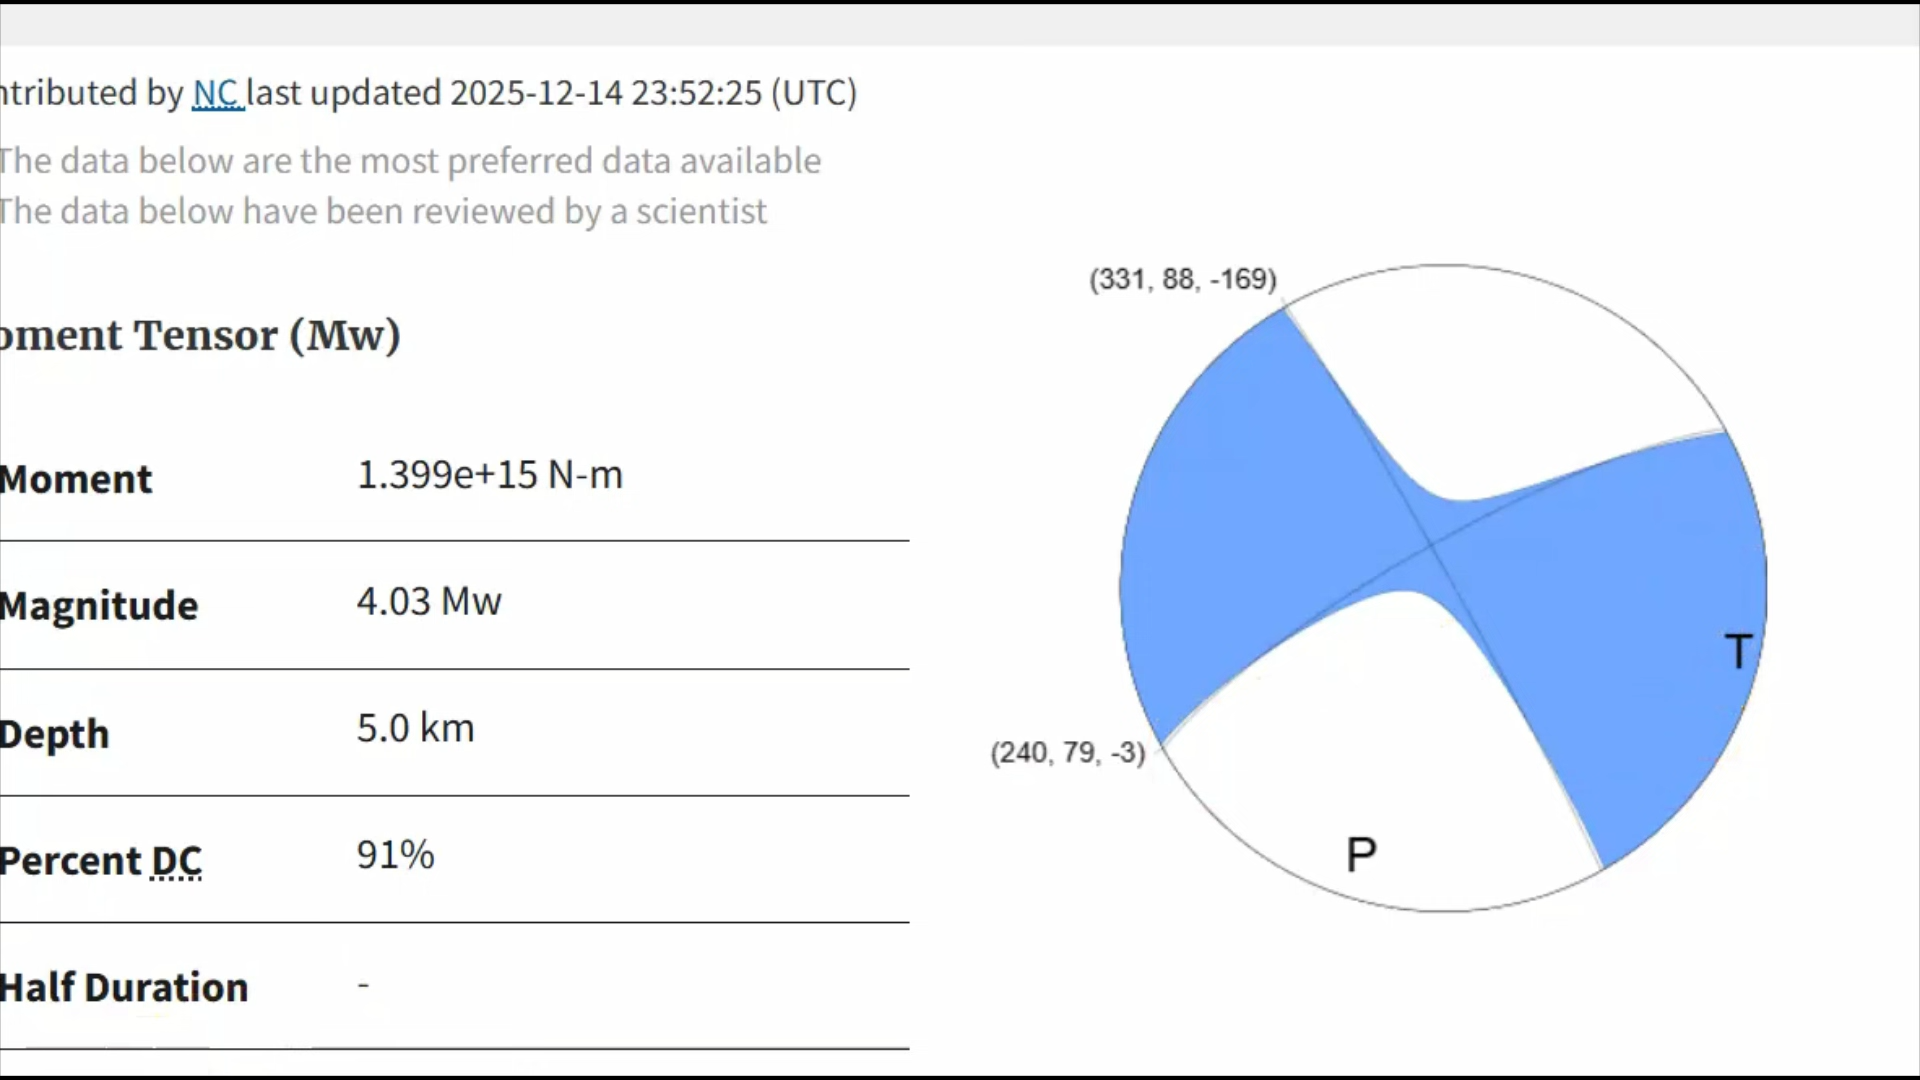 ntributed by NC last updated 2025-12-14 23:52:25 (UTC)
The data below are the most preferred data available
The data below have been reviewed by a scientist
oment Tensor (Mw)
Moment 1.399e+15 N-m
Magnitude 4.03 Mw
Depth 5.0 km
Percent DC 91%
Half Duration -
(331, 88, -169)
T
(240, 79, -3)
P